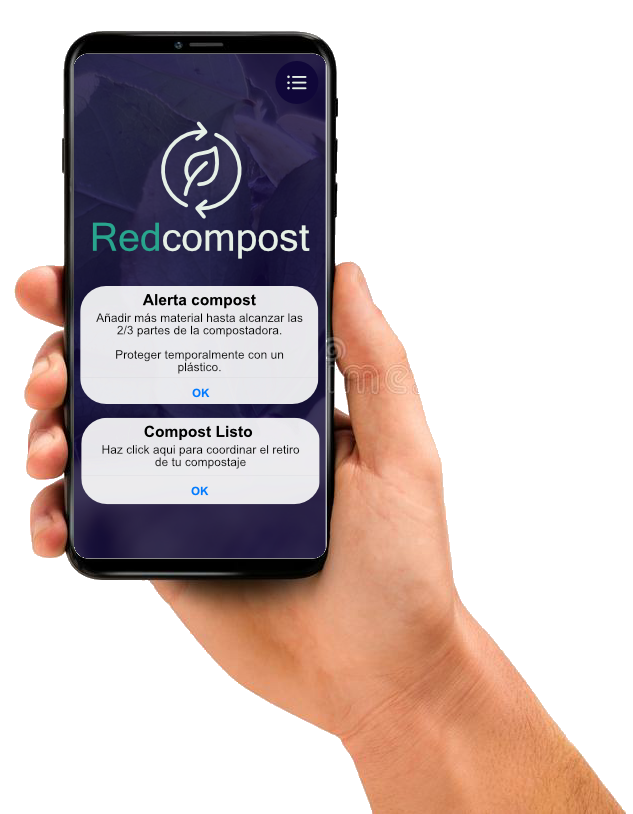 Redcompost
Alerta compost
Añadir más material hasta alcanzar las
2/3 partes de la compostadora.
Proteger temporalmente con un
plástico.
OK
Compost Listo
Haz click aqui para coordinar el retiro
de tu compostaje
OK